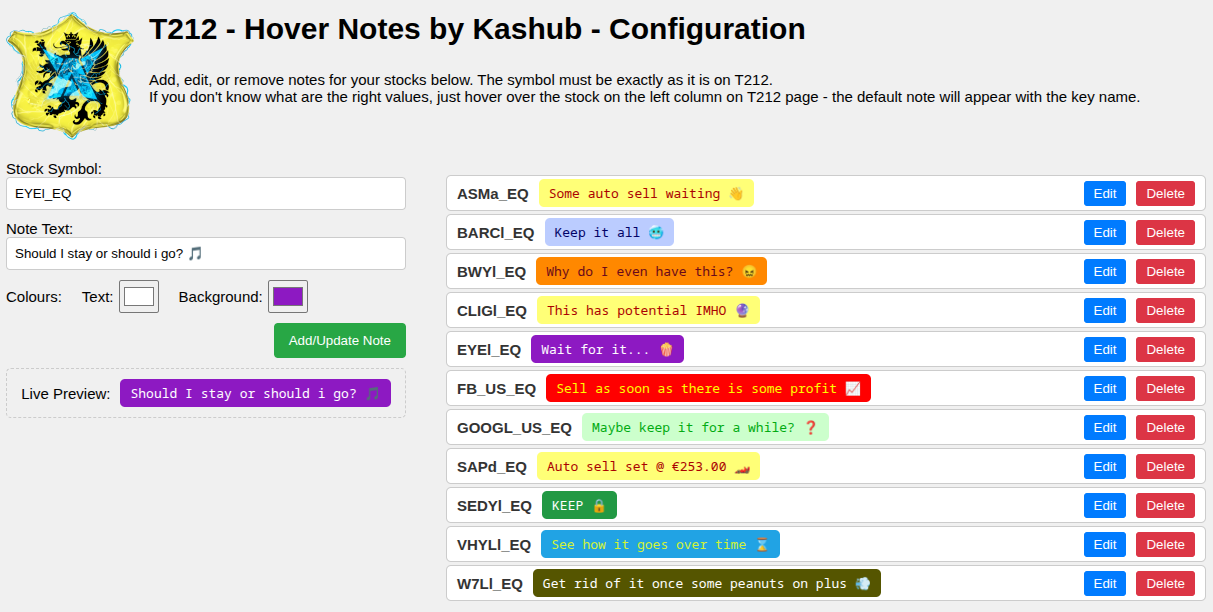 T212 - Hover Notes by Kashub - Configuration
Add, edit, or remove notes for your stocks below. The symbol must be exactly as it is on T212.
If you don't know what are the right values, just hover over the stock on the left column on T212 page - the default note will appear with the key name.
Stock Symbol:
EYEl_EQ
Note Text:
Should I stay or should i go? 🎵
Colours: Text: Background:
Add/Update Note
Live Preview: Should I stay or should i go? 🎵
ASMa_EQ Some auto sell waiting 👋 Edit Delete
BARCl_EQ Keep it all 🥶 Edit Delete
BWYl_EQ Why do I even have this? 😖 Edit Delete
CLIGl_EQ This has potential IMHO 🔮 Edit Delete
EYEl_EQ Wait for it... 🍿 Edit Delete
FB_US_EQ Sell as soon as there is some profit 📈 Edit Delete
GOOGL_US_EQ Maybe keep it for a while? ❓ Edit Delete
SAPd_EQ Auto sell set @ €253.00 🏎️ Edit Delete
SEDYl_EQ KEEP 🔒 Edit Delete
VHYLl_EQ See how it goes over time ⌛ Edit Delete
W7Ll_EQ Get rid of it once some peanuts on plus 💨 Edit Delete